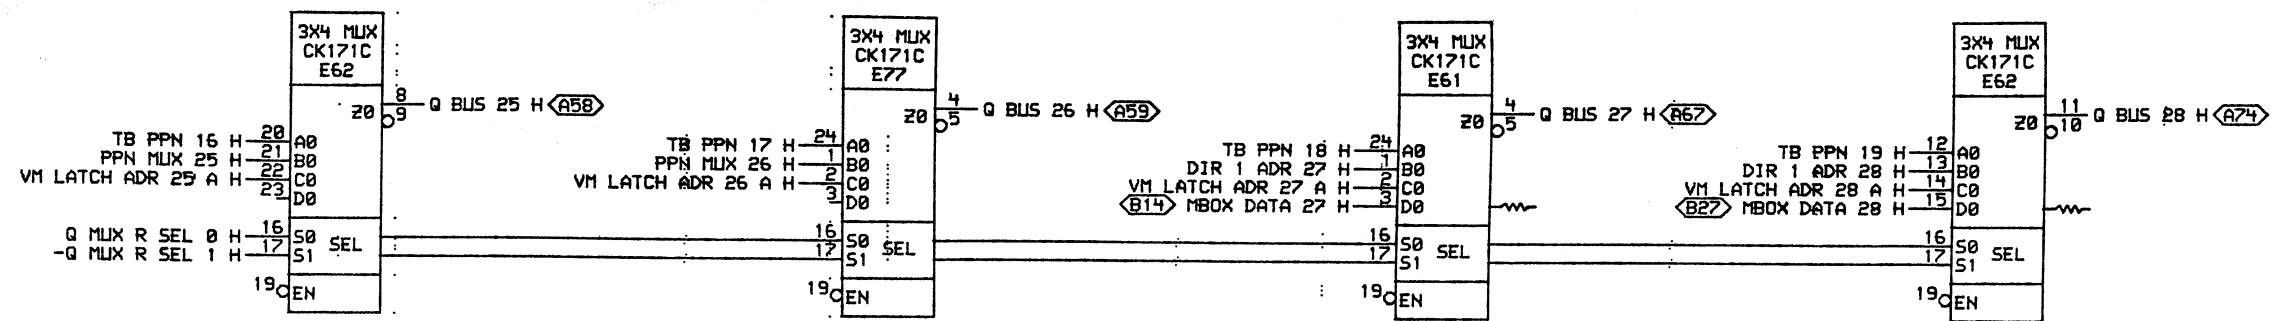 3X4 MUX
CK171C
E62
Z0
8
9
Q BUS 25 H
A58
TB PPN 16 H
20
A0
PPN MUX 25 H
21
B0
VM LATCH ADR 25 A H
22
C0
23
D0
Q MUX R SEL 0 H
16
S0
-Q MUX R SEL 1 H
17
S1
SEL
19
EN
3X4 MUX
CK171C
E77
Z0
4
5
Q BUS 26 H
A59
TB PPN 17 H
24
A0
PPN MUX 26 H
1
B0
VM LATCH ADR 26 A H
2
C0
3
D0
16
S0
17
S1
SEL
19
EN
3X4 MUX
CK171C
E61
Z0
4
5
Q BUS 27 H
A67
TB PPN 18 H
24
A0
DIR 1 ADR 27 H
1
B0
VM LATCH ADR 27 A H
2
C0
B14
MBOX DATA 27 H
3
D0
16
S0
17
S1
SEL
19
EN
3X4 MUX
CK171C
E62
Z0
11
10
Q BUS 28 H
A74
TB PPN 19 H
12
A0
DIR 1 ADR 28 H
13
B0
VM LATCH ADR 28 A H
14
C0
B27
MBOX DATA 28 H
15
D0
16
S0
17
S1
SEL
19
EN